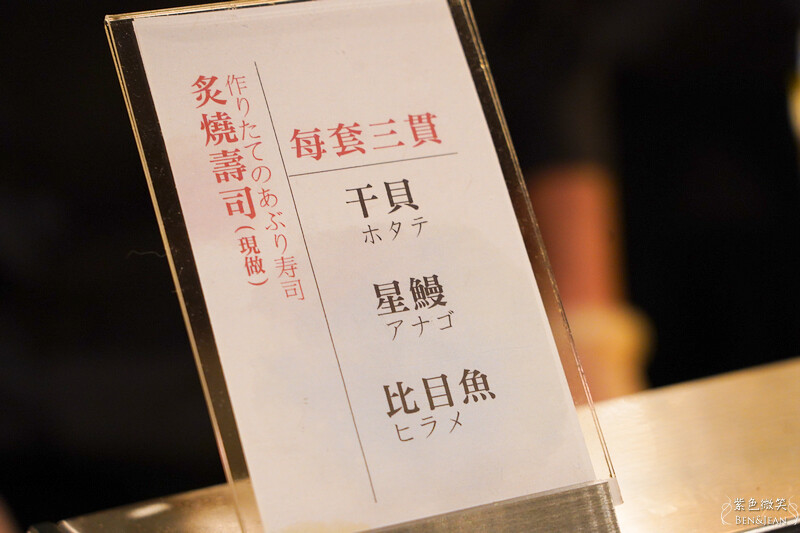 炙燒壽司(現做)
作りたてのあぶり寿司
每套三貫
干貝
ホタテ
星鰻
アナゴ
比目魚
ヒラメ
紫色微笑
BEN&JEAN